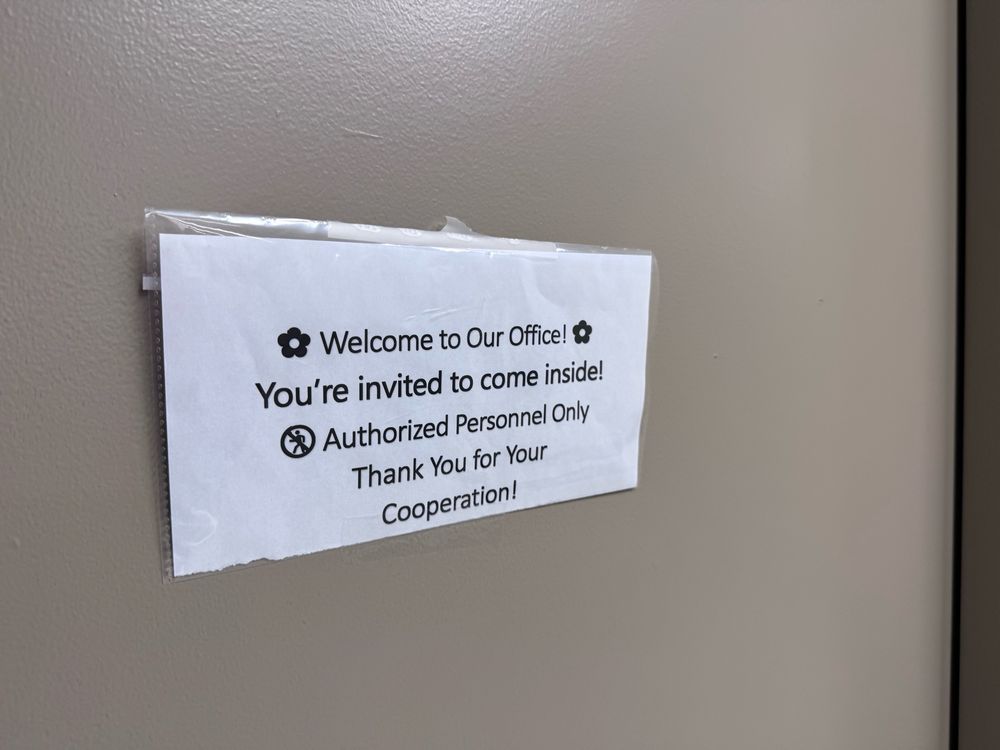 Welcome to Our Office!
You're invited to come inside!
Authorized Personnel Only
Thank You for Your
Cooperation!